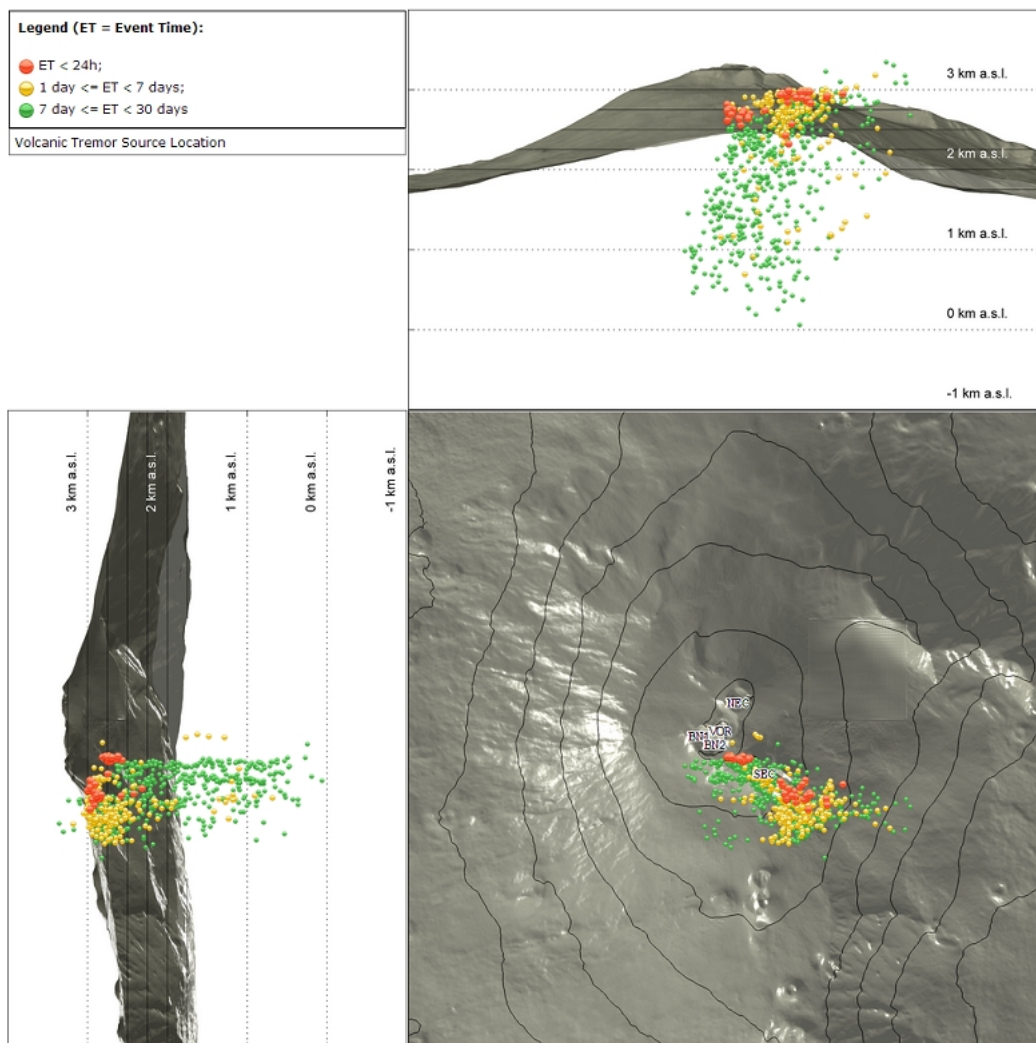 Legend (ET = Event Time):
ET < 24h;
1 day <= ET < 7 days;
7 day <= ET < 30 days
Volcanic Tremor Source Location
3 km a.s.l.
2 km a.s.l.
1 km a.s.l.
0 km a.s.l.
-1 km a.s.l.
3 km a.s.l.
2 km a.s.l.
1 km a.s.l.
0 km a.s.l.
-1 km a.s.l.
NEC
VOR
BN1
BN2
SEC